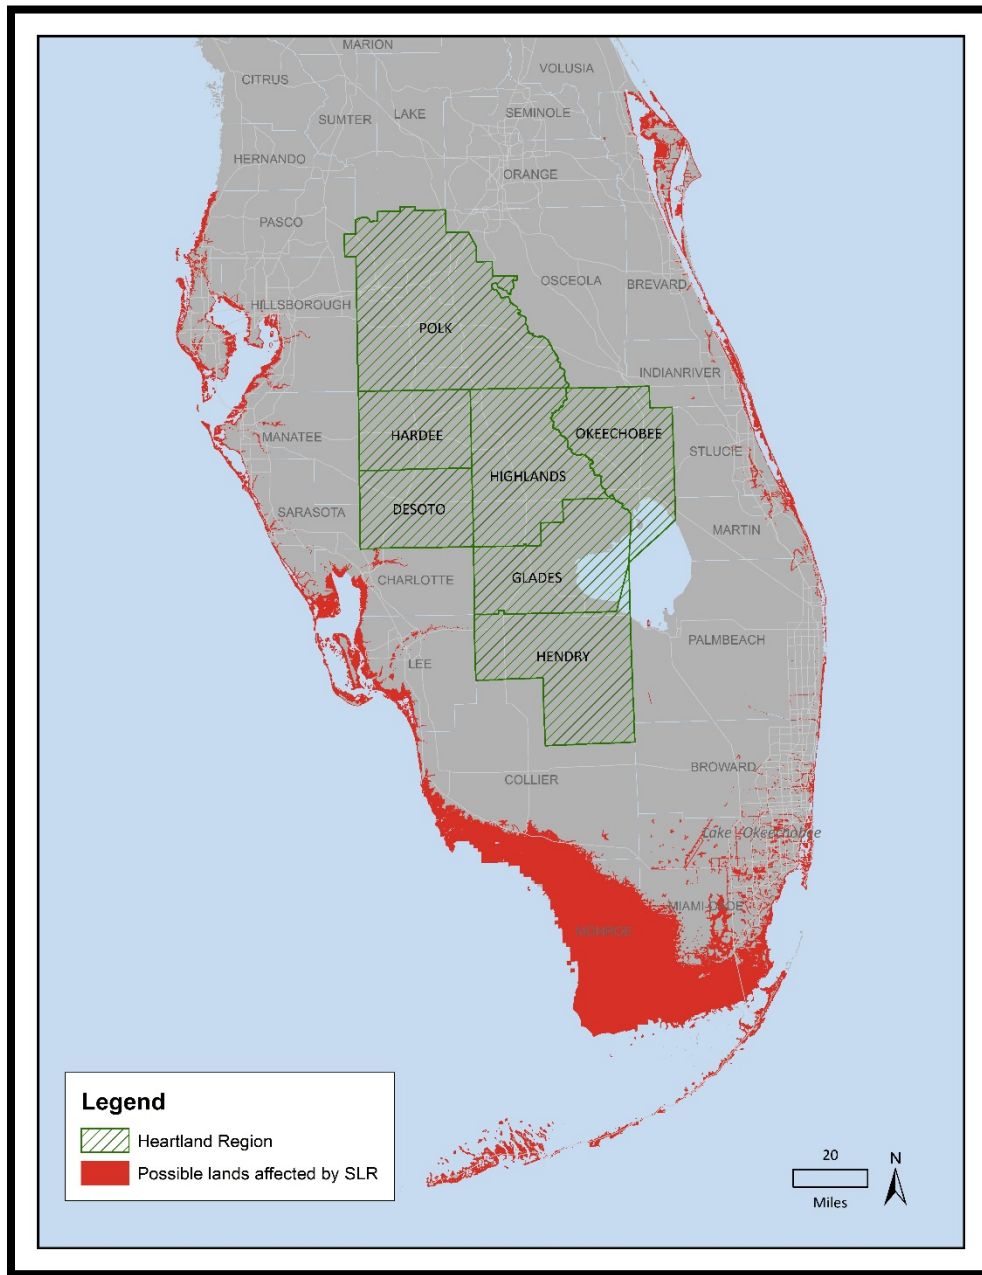 MARION
VOLUSIA
CITRUS
LAKE
SEMINOLE
SUMTER
HERNANDO
ORANGE
PASCO
OSCEOLA
BREVARD
HILLSBOROUGH
POLK
INDIANRIVER
HARDEE
OKEECHOBEE
MANATEE
STLUCIE
HIGHLANDS
DESOTO
SARASOTA
MARTIN
GLADES
CHARLOTTE
PALMBEACH
HENDRY
LEE
BROWARD
COLLIER
Lake Okeechobee
MIAMI-DADE
MONROE
Legend
Heartland Region
Possible lands affected by SLR
20
Miles
N